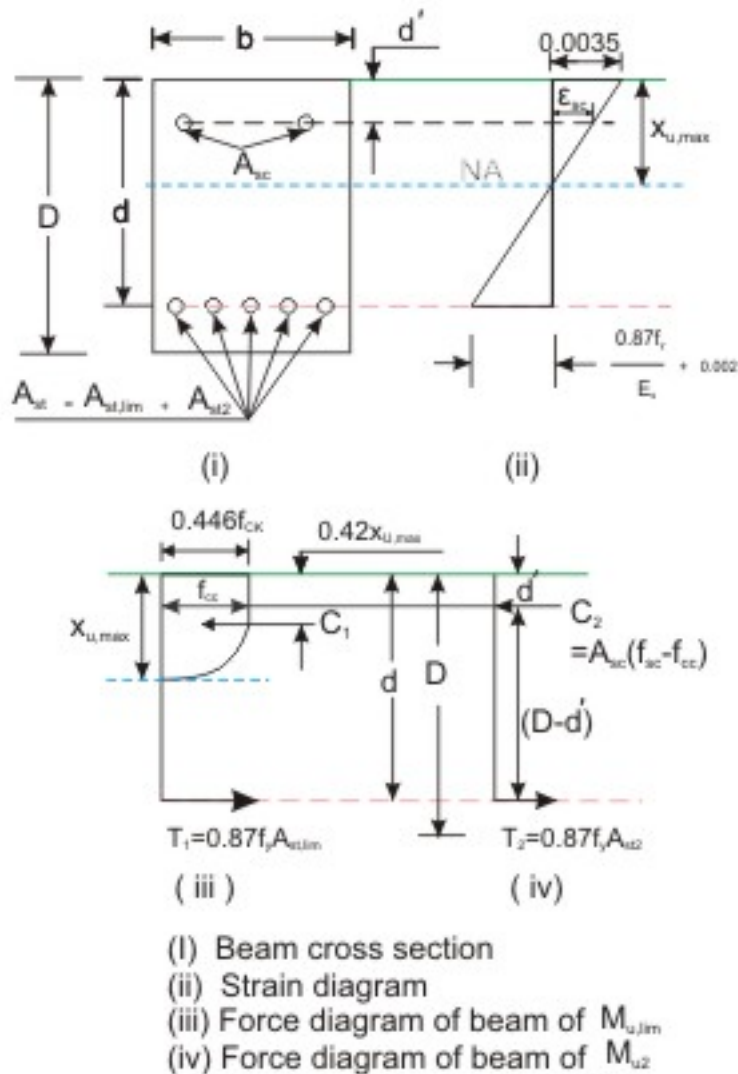 b
d'
0.0035
ε_sc
x_u,max
A_sc
NA
D
d
0.87f_y
E_s
+ 0.002
A_st - A_st,lim + A_st2
(i)
(ii)
0.446f_CK
0.42x_u,max
f_cc
d'
x_u,max
C_1
C_2
=A_sc(f_sc-f_cc)
d
D
(D-d')
T_1=0.87f_yA_st,lim
T_2=0.87f_yA_st2
( iii )
(iv)
(I) Beam cross section
(ii) Strain diagram
(iii) Force diagram of beam of M_u,lim
(iv) Force diagram of beam of M_u2